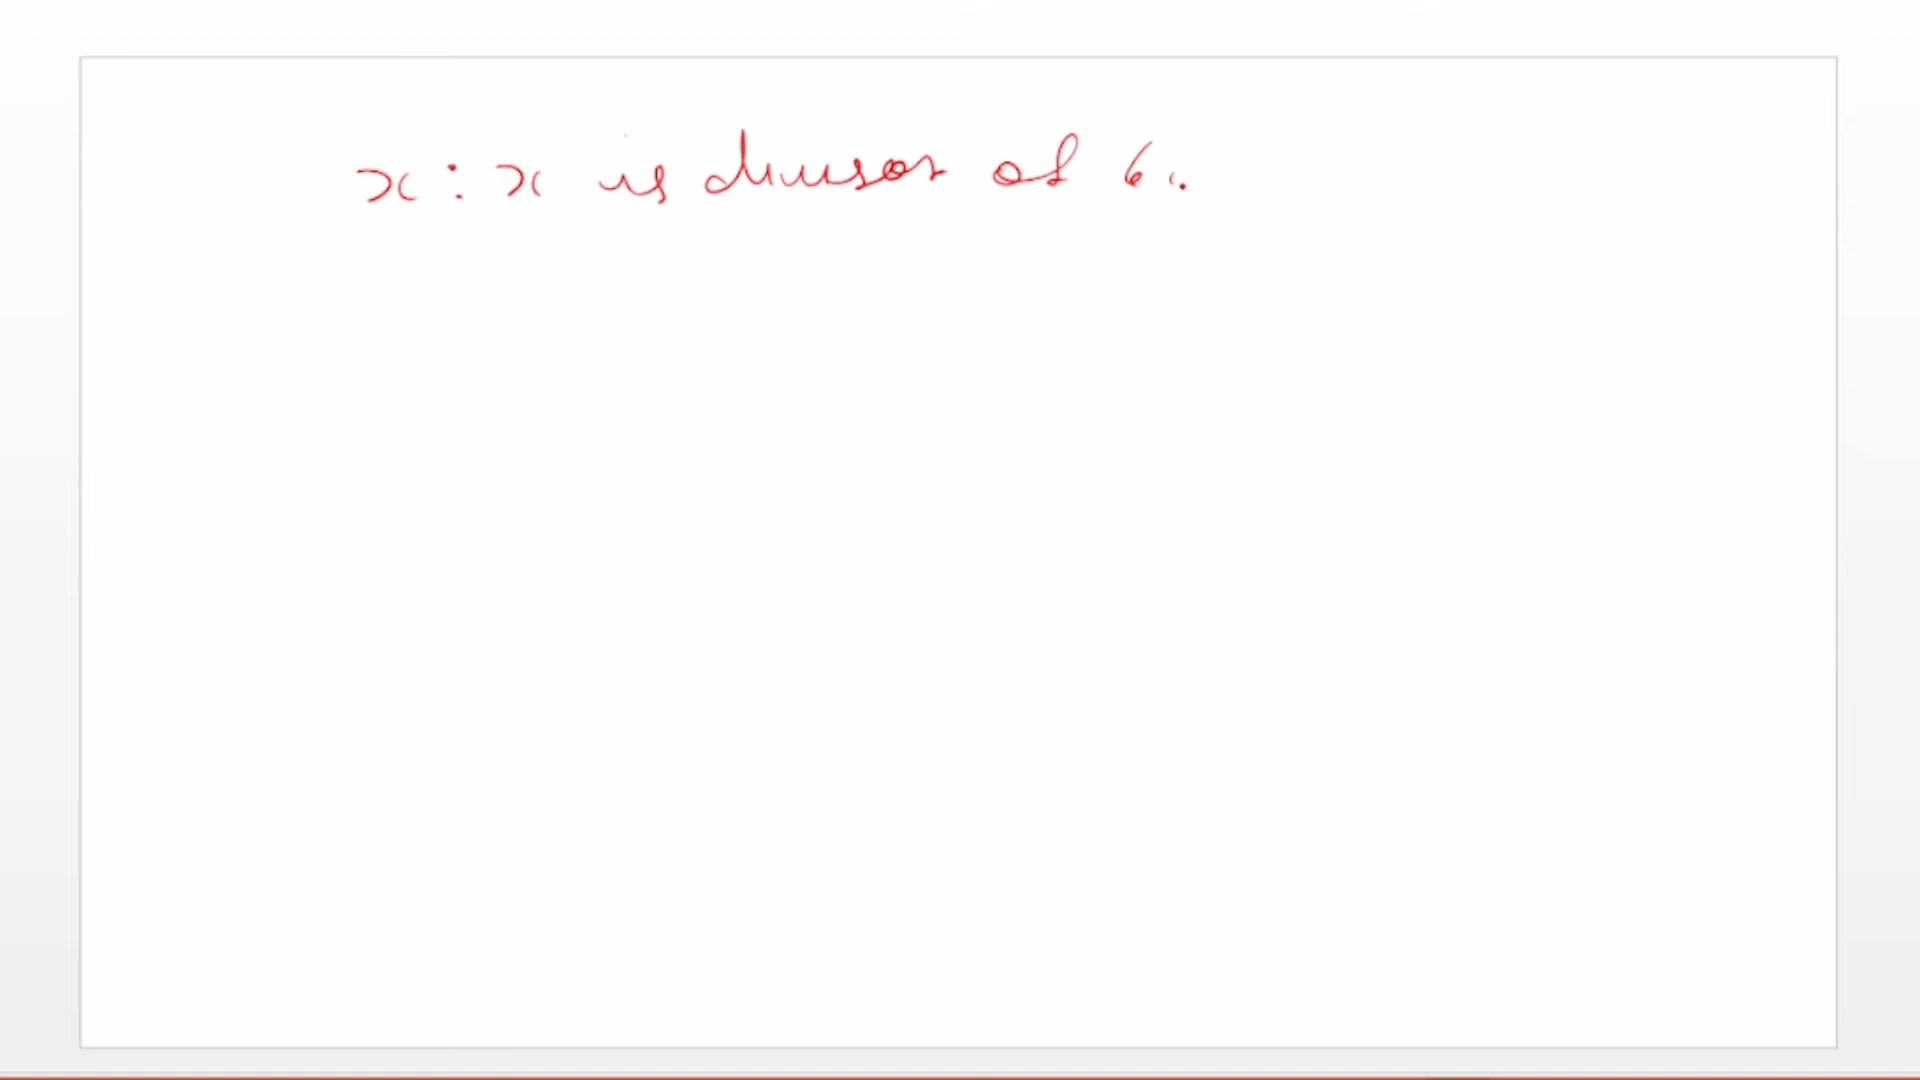 x : x is divisor of 6.